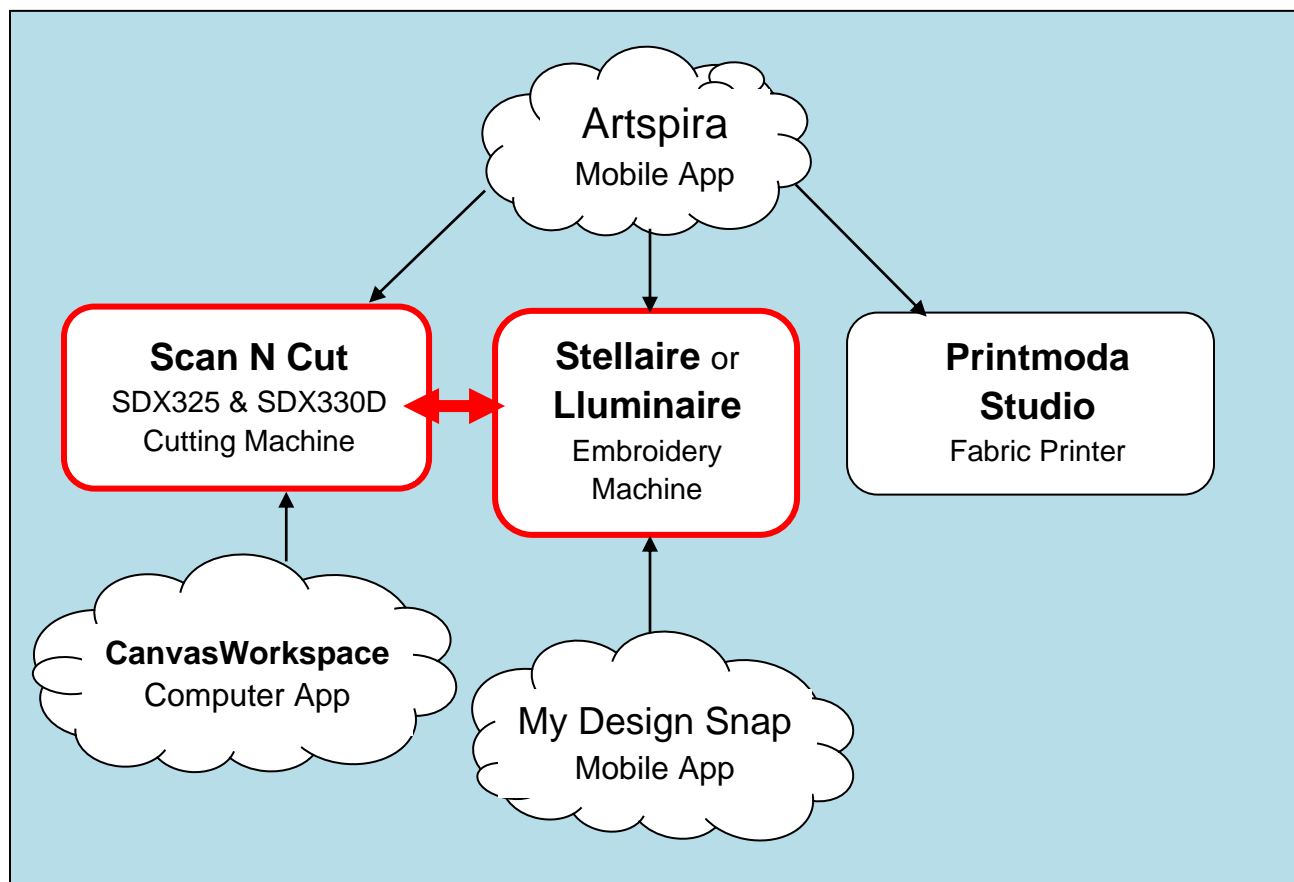 Artspira
Mobile App
Scan N Cut
SDX325 & SDX330D
Cutting Machine
Stellaire or
Lluminaire
Embroidery
Machine
Printmoda
Studio
Fabric Printer
CanvasWorkspace
Computer App
My Design Snap
Mobile App